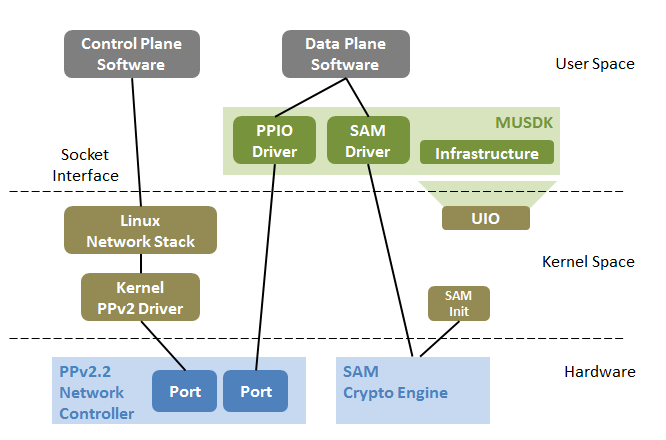 Control Plane
Software
Data Plane
Software
User Space
MUSDK
PPIO
Driver
SAM
Driver
Infrastructure
Socket
Interface
Linux
Network Stack
UIO
Kernel Space
Kernel
PPv2 Driver
SAM
Init
PPv2.2
Network
Controller
Port
Port
SAM
Crypto Engine
Hardware